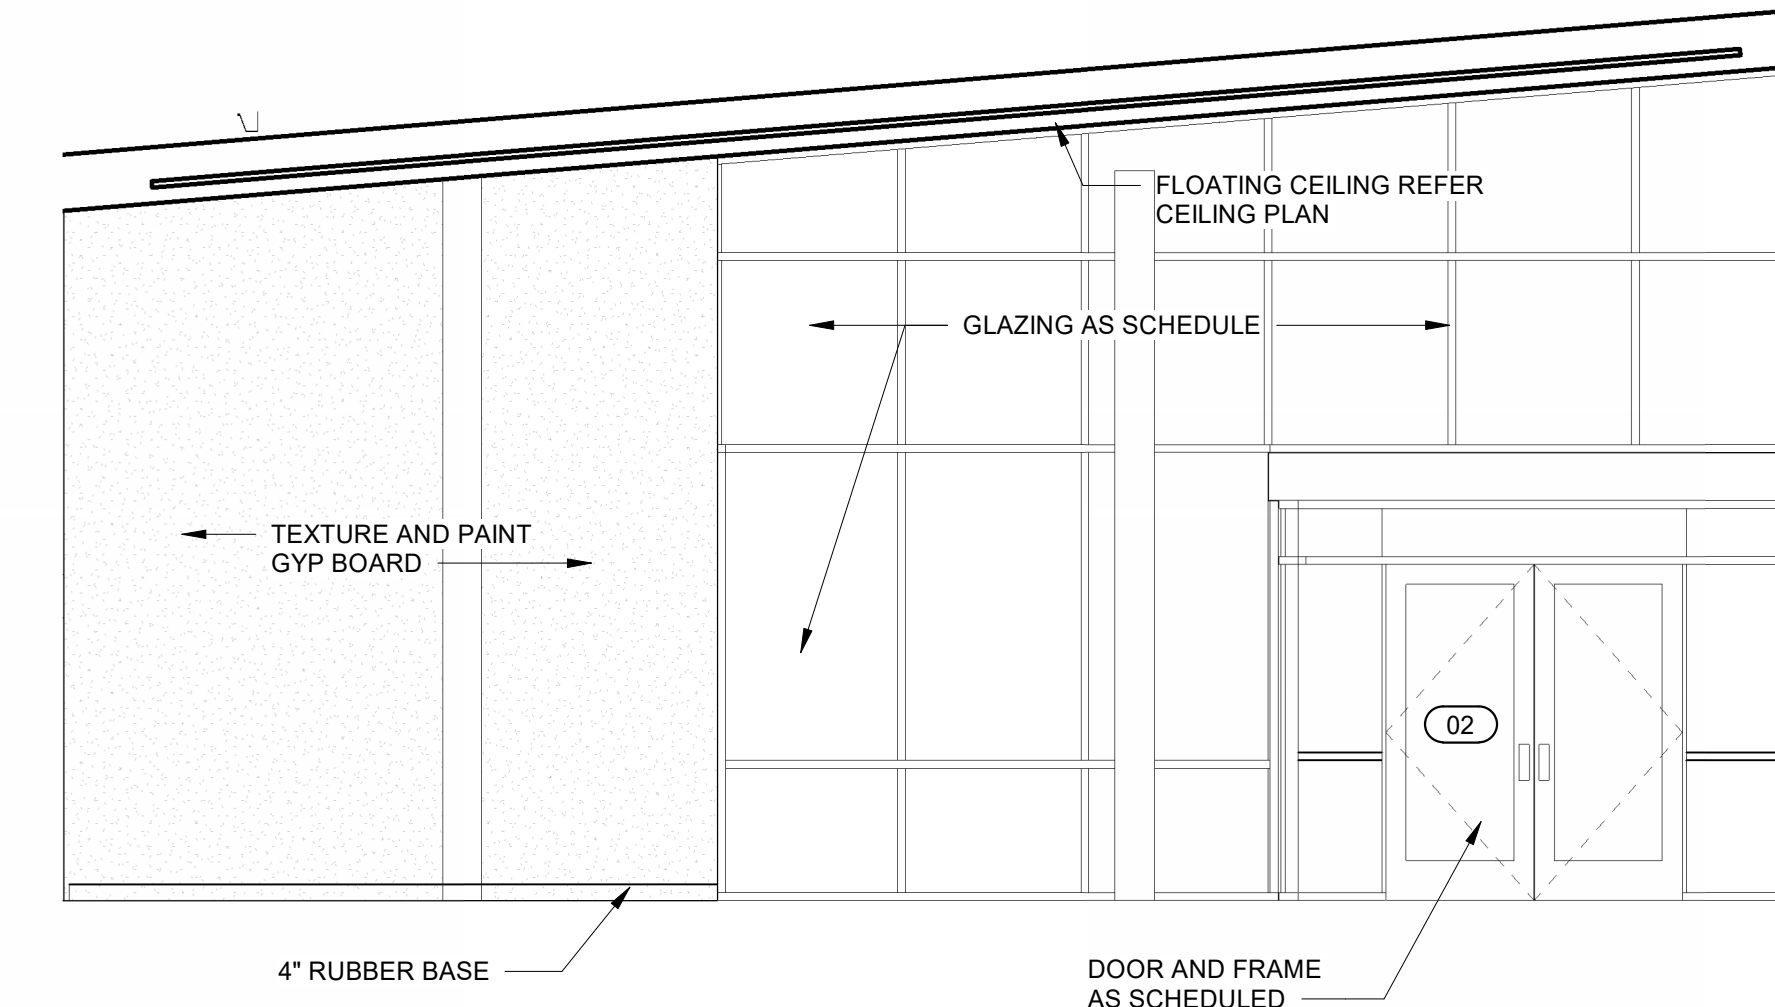 FLOATING CEILING REFER
CEILING PLAN
GLAZING AS SCHEDULE
TEXTURE AND PAINT
GYP BOARD
02
4" RUBBER BASE
DOOR AND FRAME
AS SCHEDULED